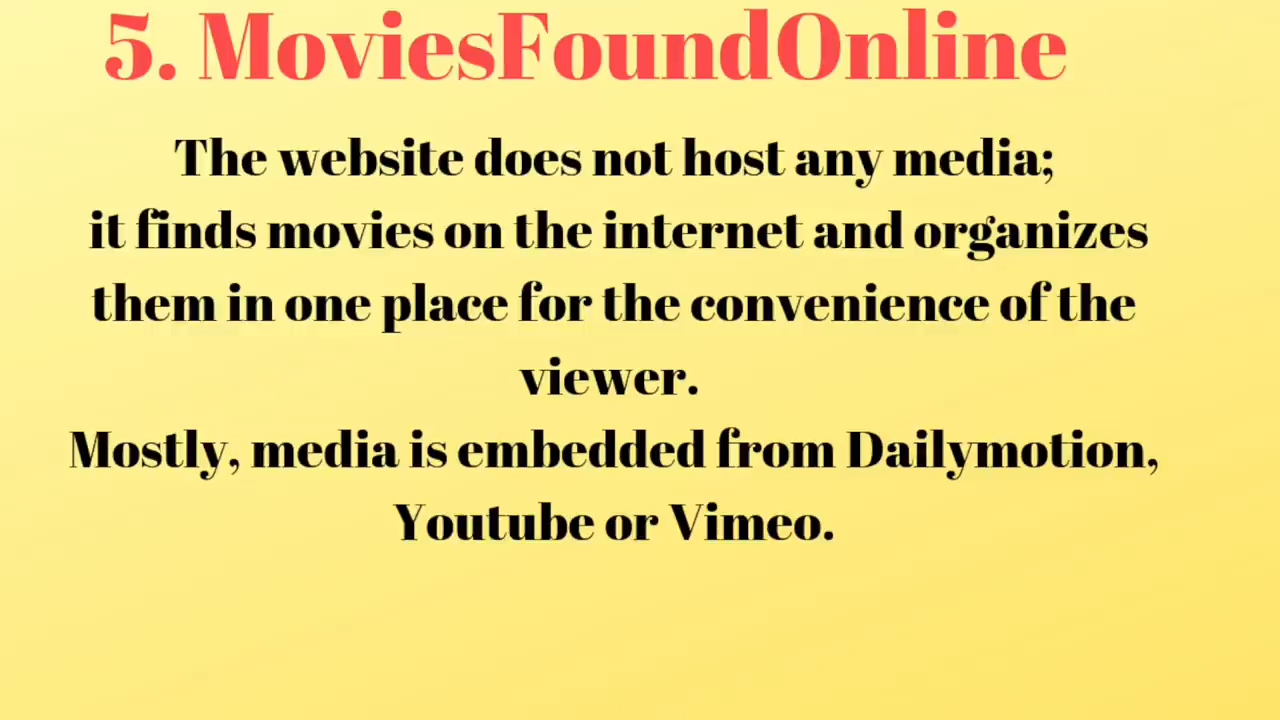 5. MoviesFoundOnline
The website does not host any media;
it finds movies on the internet and organizes
them in one place for the convenience of the
viewer.
Mostly, media is embedded from Dailymotion,
Youtube or Vimeo.